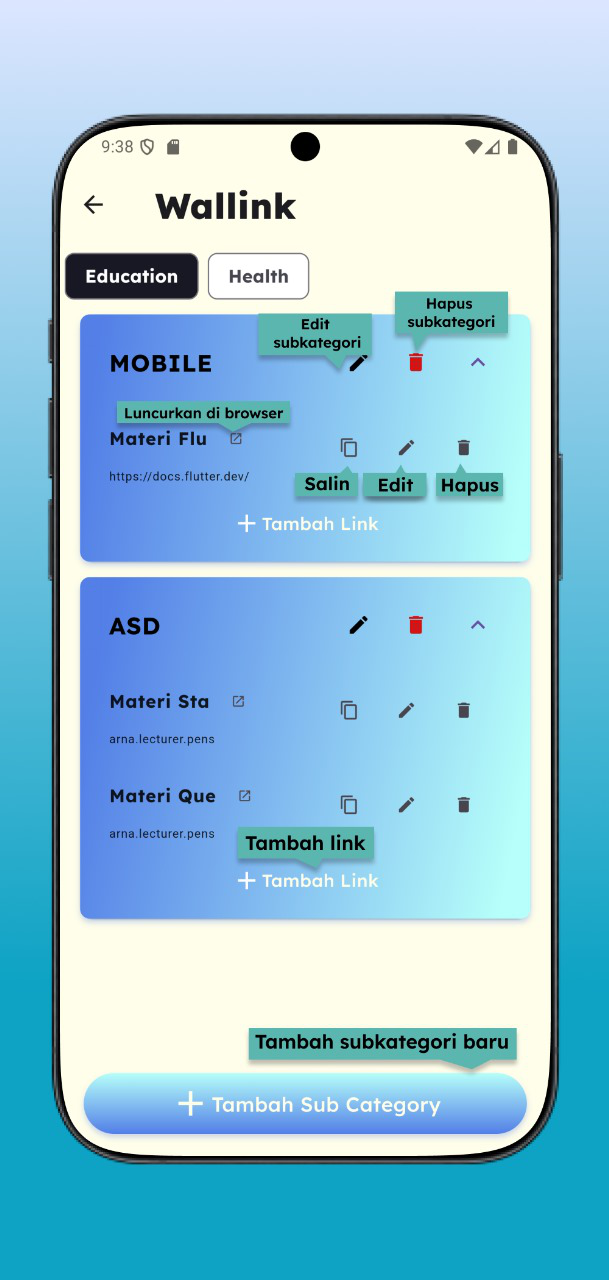 9:38
Wallink
Education
Health
Hapus
subkategori
Edit
subkategori
MOBILE
Luncurkan di browser
Materi Flu
https://docs.flutter.dev/
Salin
Edit
Hapus
+ Tambah Link
ASD
Materi Sta
arna.lecturer.pens
Materi Que
arna.lecturer.pens
Tambah link
+ Tambah Link
Tambah subkategori baru
+ Tambah Sub Category